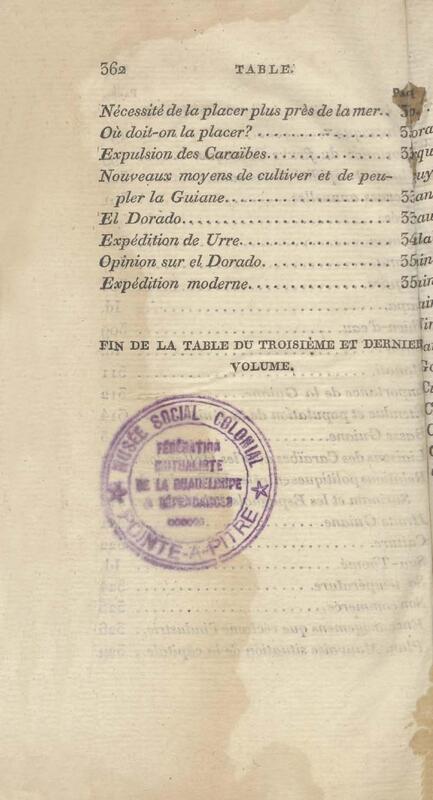 362 TABLE.
Nécessité de la placer plus près de la mer..
Où doit-on la placer?
Expulsion des Caraïbes
Nouveaux moyens de cultiver et de peu-
pler la Guiane
El Dorado
Expédition de Urre
Opinion sur el Dorado
Expédition moderne
FIN DE LA TABLE DU TROISIÈME ET DERNIER
VOLUME.
MUSÉE SOCIAL COLONIAL
FÉDÉRATION
MUTUALISTE
DE LA GUADELOUPE
& DÉPENDANCES
POINTE-A-PITRE